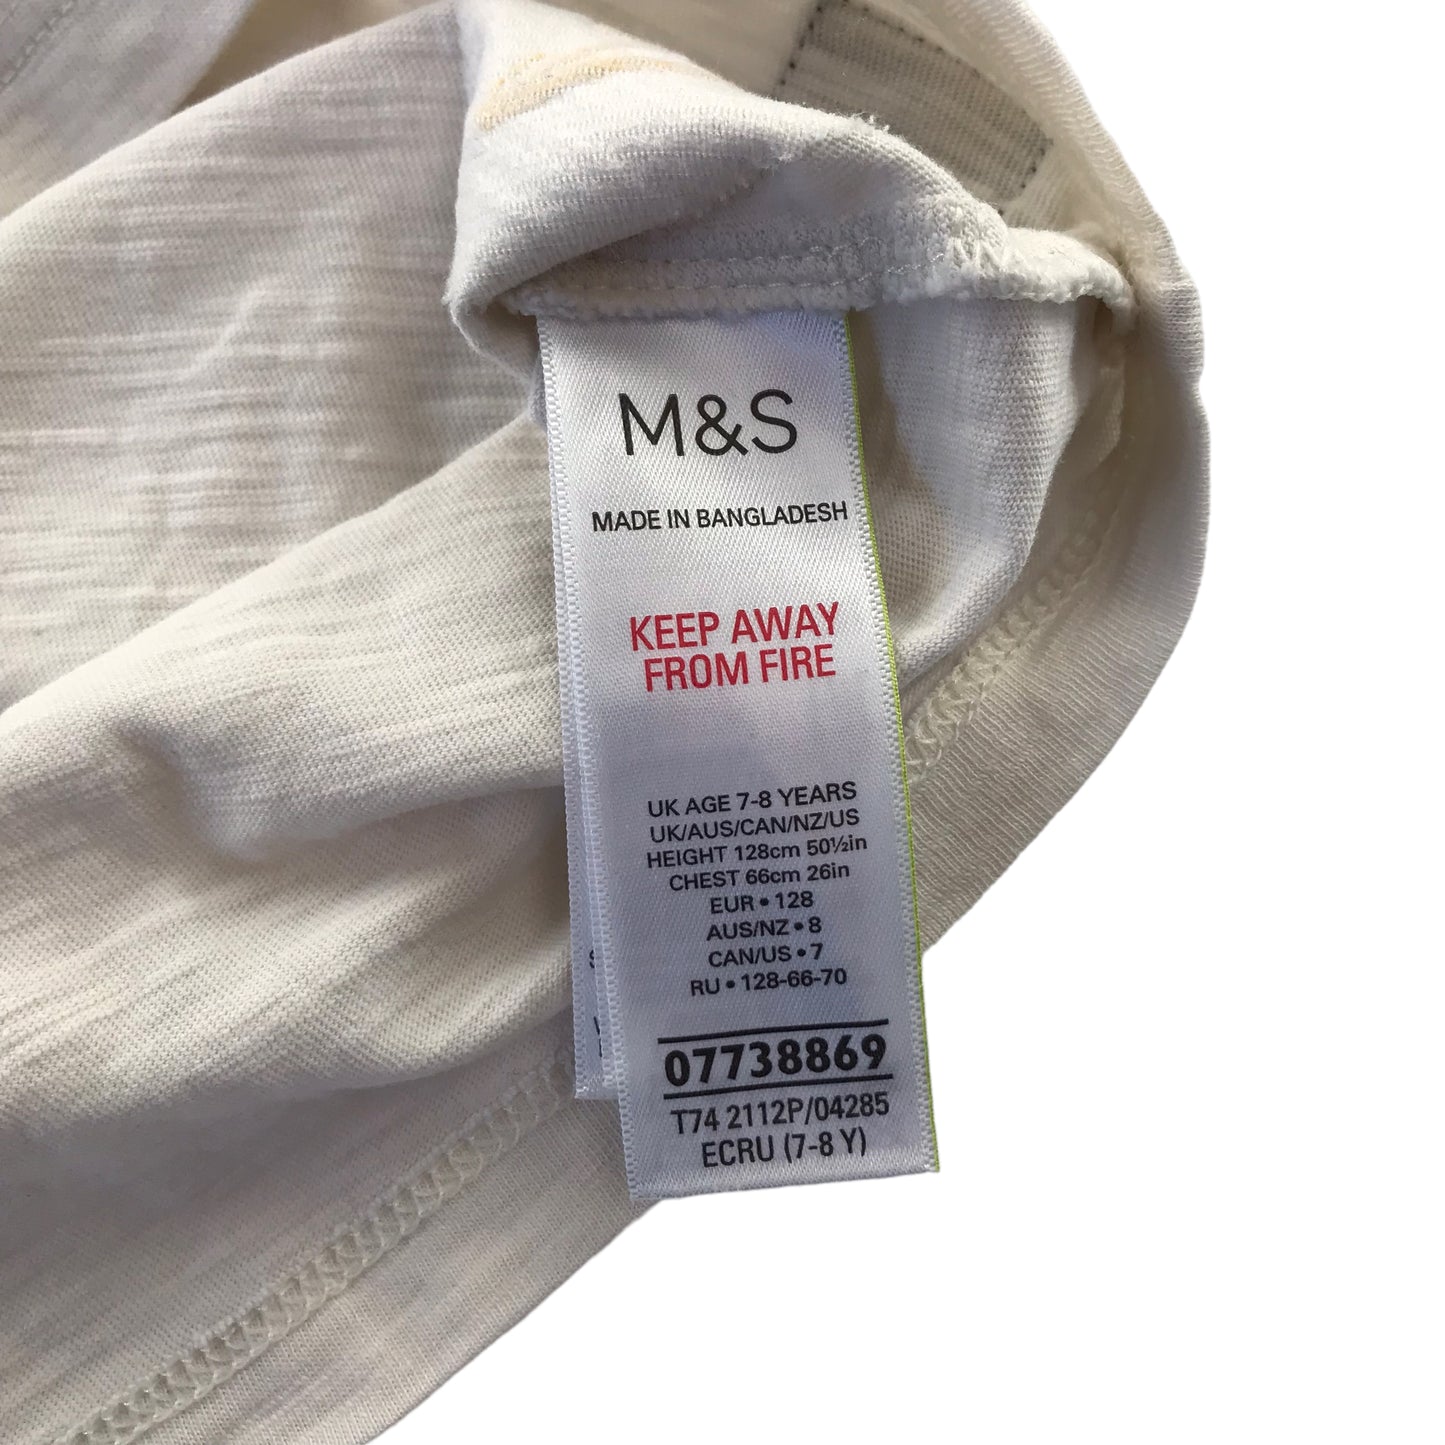 M&S
MADE IN BANGLADESH
KEEP AWAY
FROM FIRE
UK AGE 7-8 YEARS
UK/AUS/CAN/NZ/US
HEIGHT 128cm 50½in
CHEST 66cm 26in
EUR • 128
AUS/NZ • 8
CAN/US • 7
RU • 128-66-70
07738869
T74 2112P/04285
ECRU (7-8 Y)